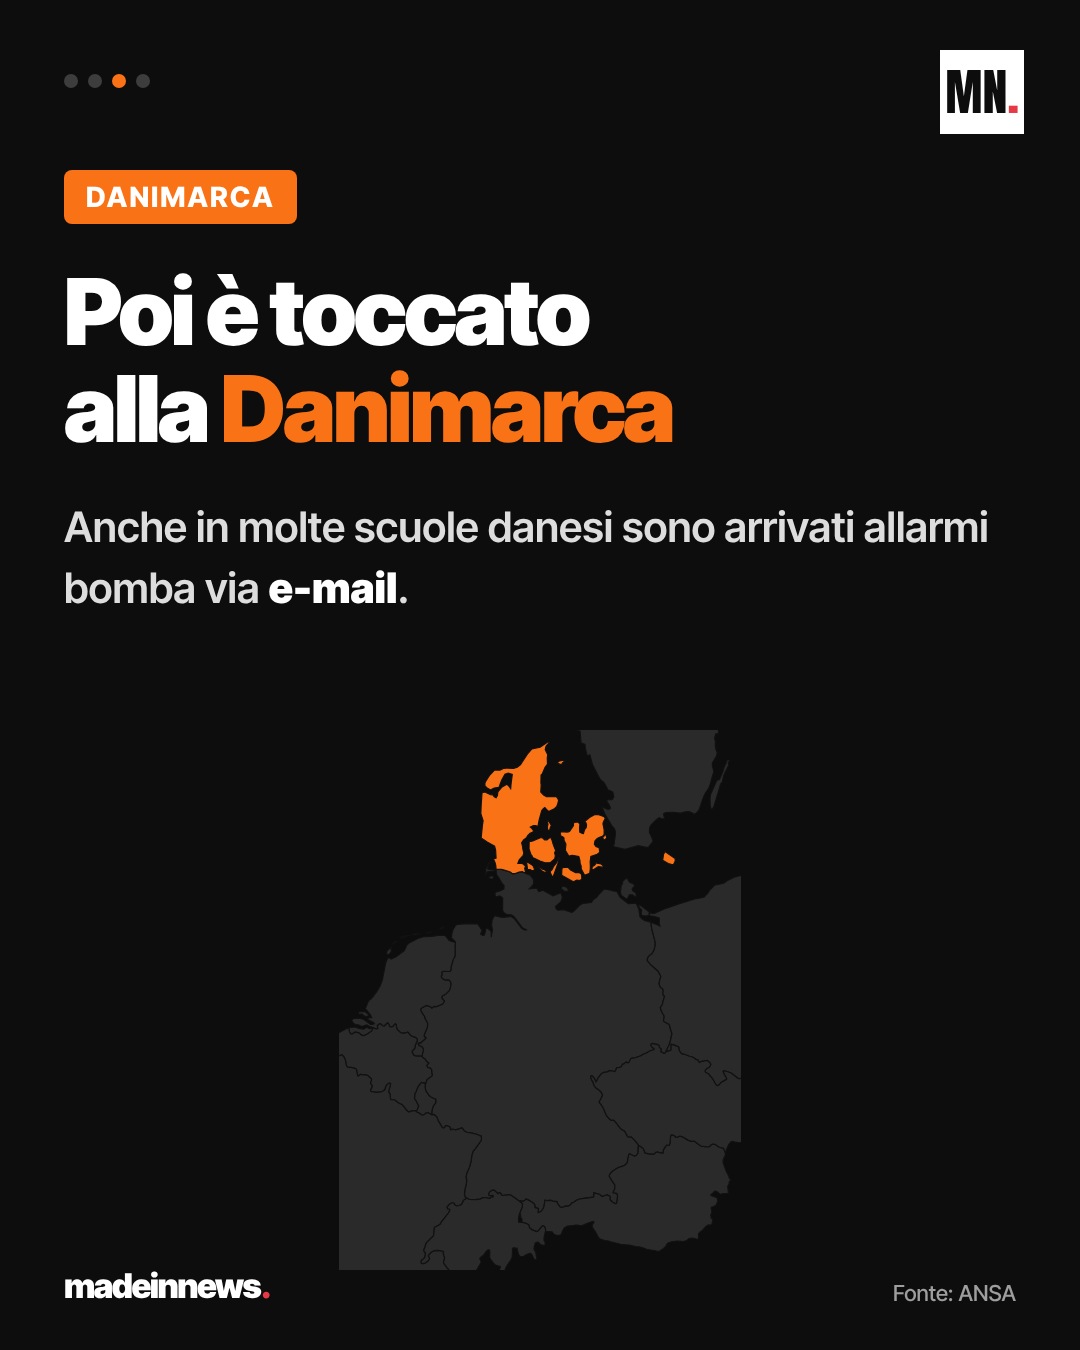 MN.
DANIMARCA
Poi è toccato
alla Danimarca
Anche in molte scuole danesi sono arrivati allarmi
bomba via e-mail.
madeinnews.
Fonte: ANSA